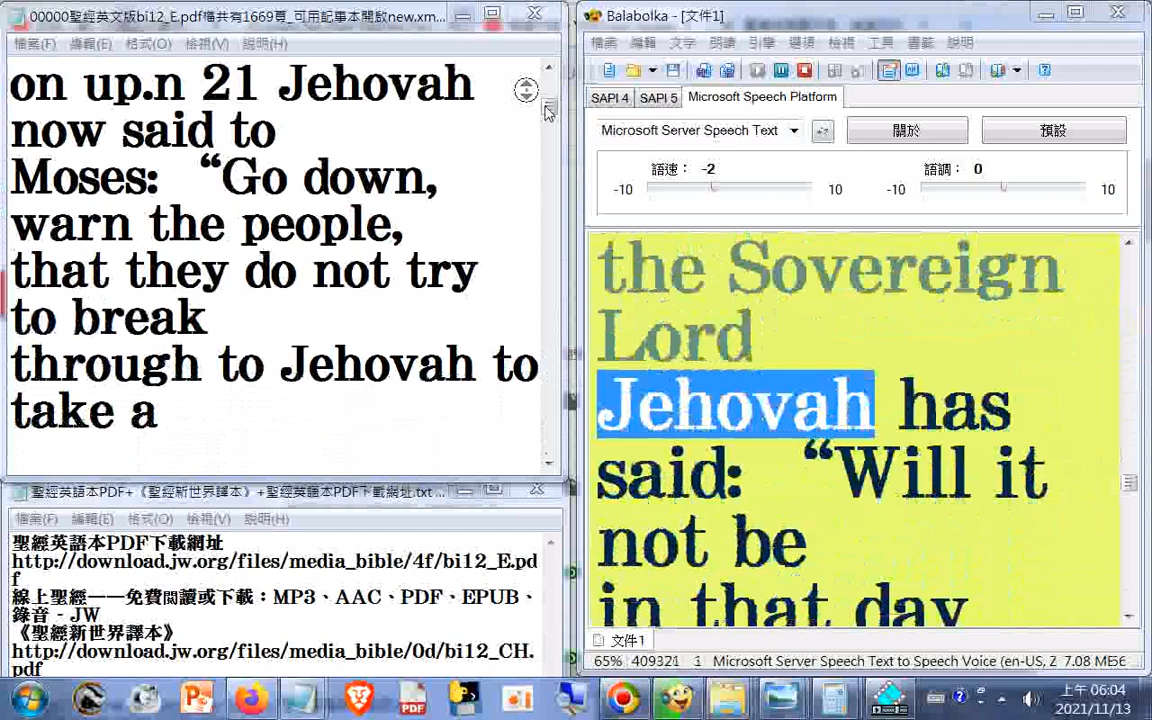 00000聖經英文版bi12_E.pdf檔共有1669頁_可用記事本開啟new.xm...
檔案(F) 編輯(E) 格式(O) 檢視(V) 說明(H)
on up.n 21 Jehovah
now said to
Moses: “Go down,
warn the people,
that they do not try
to break
through to Jehovah to
take a
聖經英語本PDF+《聖經新世界譯本》+聖經英語本PDF下載網址.txt ...
檔案(F) 編輯(E) 格式(O) 檢視(V) 說明(H)
聖經英語本PDF下載網址
http://download.jw.org/files/media_bible/4f/bi12_E.pd
f
線上聖經──免費閱讀或下載：MP3、AAC、PDF、EPUB、
錄音 - JW
《聖經新世界譯本》
http://download.jw.org/files/media_bible/0d/bi12_CH.
pdf
Balabolka - [文件1]
檔案 編輯 文字 朗讀 引擎 選項 檢視 工具 書籤 說明
SAPI 4 SAPI 5 Microsoft Speech Platform
Microsoft Server Speech Text 關於 預設
語速： -2 語調： 0
-10 10 -10 10
the Sovereign
Lord
Jehovah has
said: “Will it
not be
in that day
文件1
65% 409321 1 Microsoft Server Speech Text to Speech Voice (en-US, Z 7.08 ME56
上午 06:04
2021/11/13